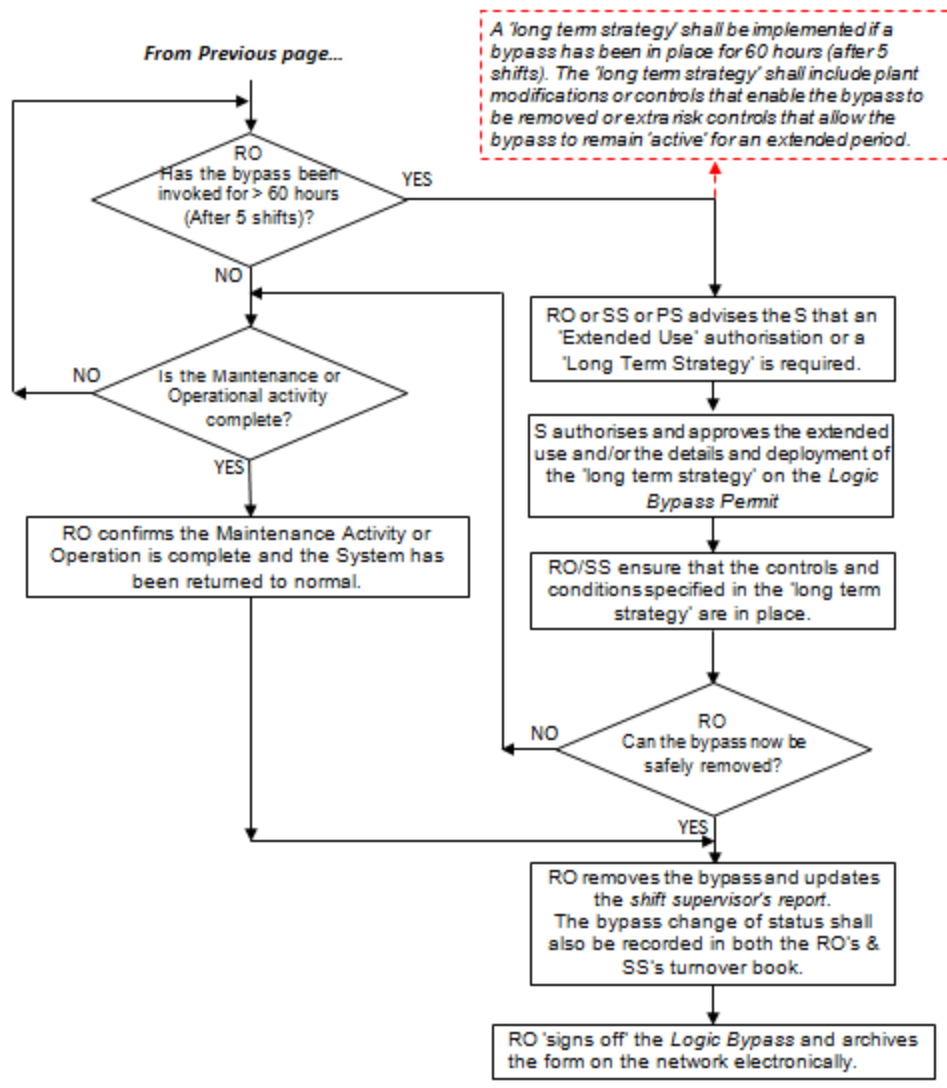 From Previous page...
A 'long term strategy' shall be implemented if a
bypass has been in place for 60 hours (after 5
shifts). The 'long term strategy' shall include plant
modifications or controls that enable the bypass to
be removed or extra risk controls that allow the
bypass to remain 'active' for an extended period.
RO
Has the bypass been
invoked for > 60 hours
(After 5 shifts)?
YES
NO
RO or SS or PS advises the S that an
'Extended Use' authorisation or a
'Long Term Strategy' is required.
Is the Maintenance or
Operational activity
complete?
NO
YES
S authorises and approves the extended
use and/or the details and deployment of
the 'long term strategy' on the Logic
Bypass Permit
RO confirms the Maintenance Activity or
Operation is complete and the System has
been returned to normal.
RO/SS ensure that the controls and
conditions specified in the 'long term
strategy' are in place.
RO
Can the bypass now be
safely removed?
NO
YES
RO removes the bypass and updates
the shift supervisor's report.
The bypass change of status shall
also be recorded in both the RO's &
SS's turnover book.
RO 'signs off' the Logic Bypass and archives
the form on the network electronically.